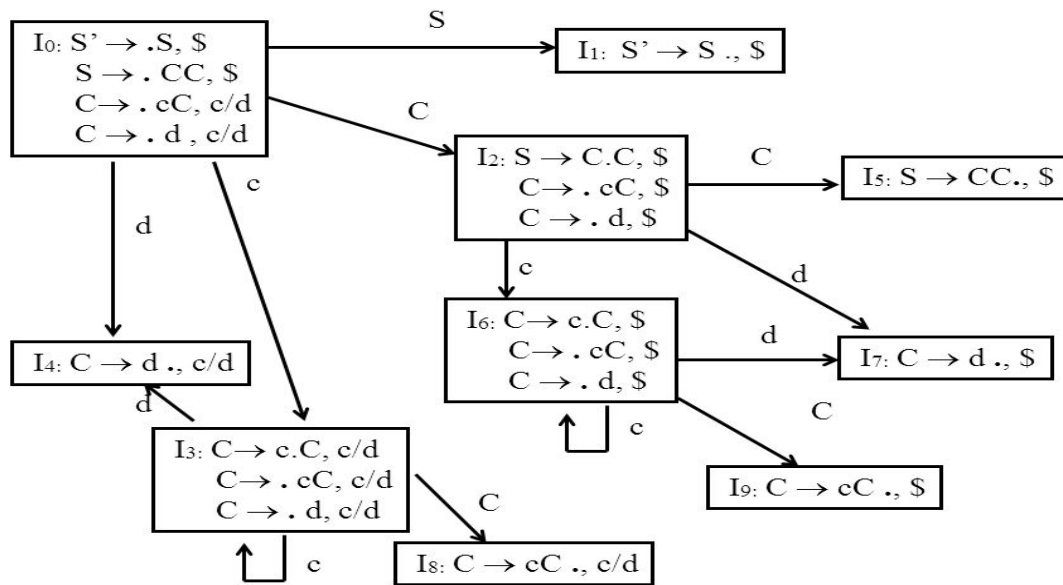 I₀: S’ → .S, $
S → . CC, $
C → . cC, c/d
C → . d , c/d
S
I₁: S’ → S ., $
C
I₂: S → C.C, $
C → . cC, $
C → . d, $
C
I₅: S → CC., $
d
c
c
d
I₆: C → c.C, $
C → . cC, $
C → . d, $
d
I₇: C → d ., $
C
c
I₄: C → d ., c/d
d
I₃: C → c.C, c/d
C → . cC, c/d
C → . d, c/d
C
I₉: C → cC ., $
c
I₈: C → cC ., c/d